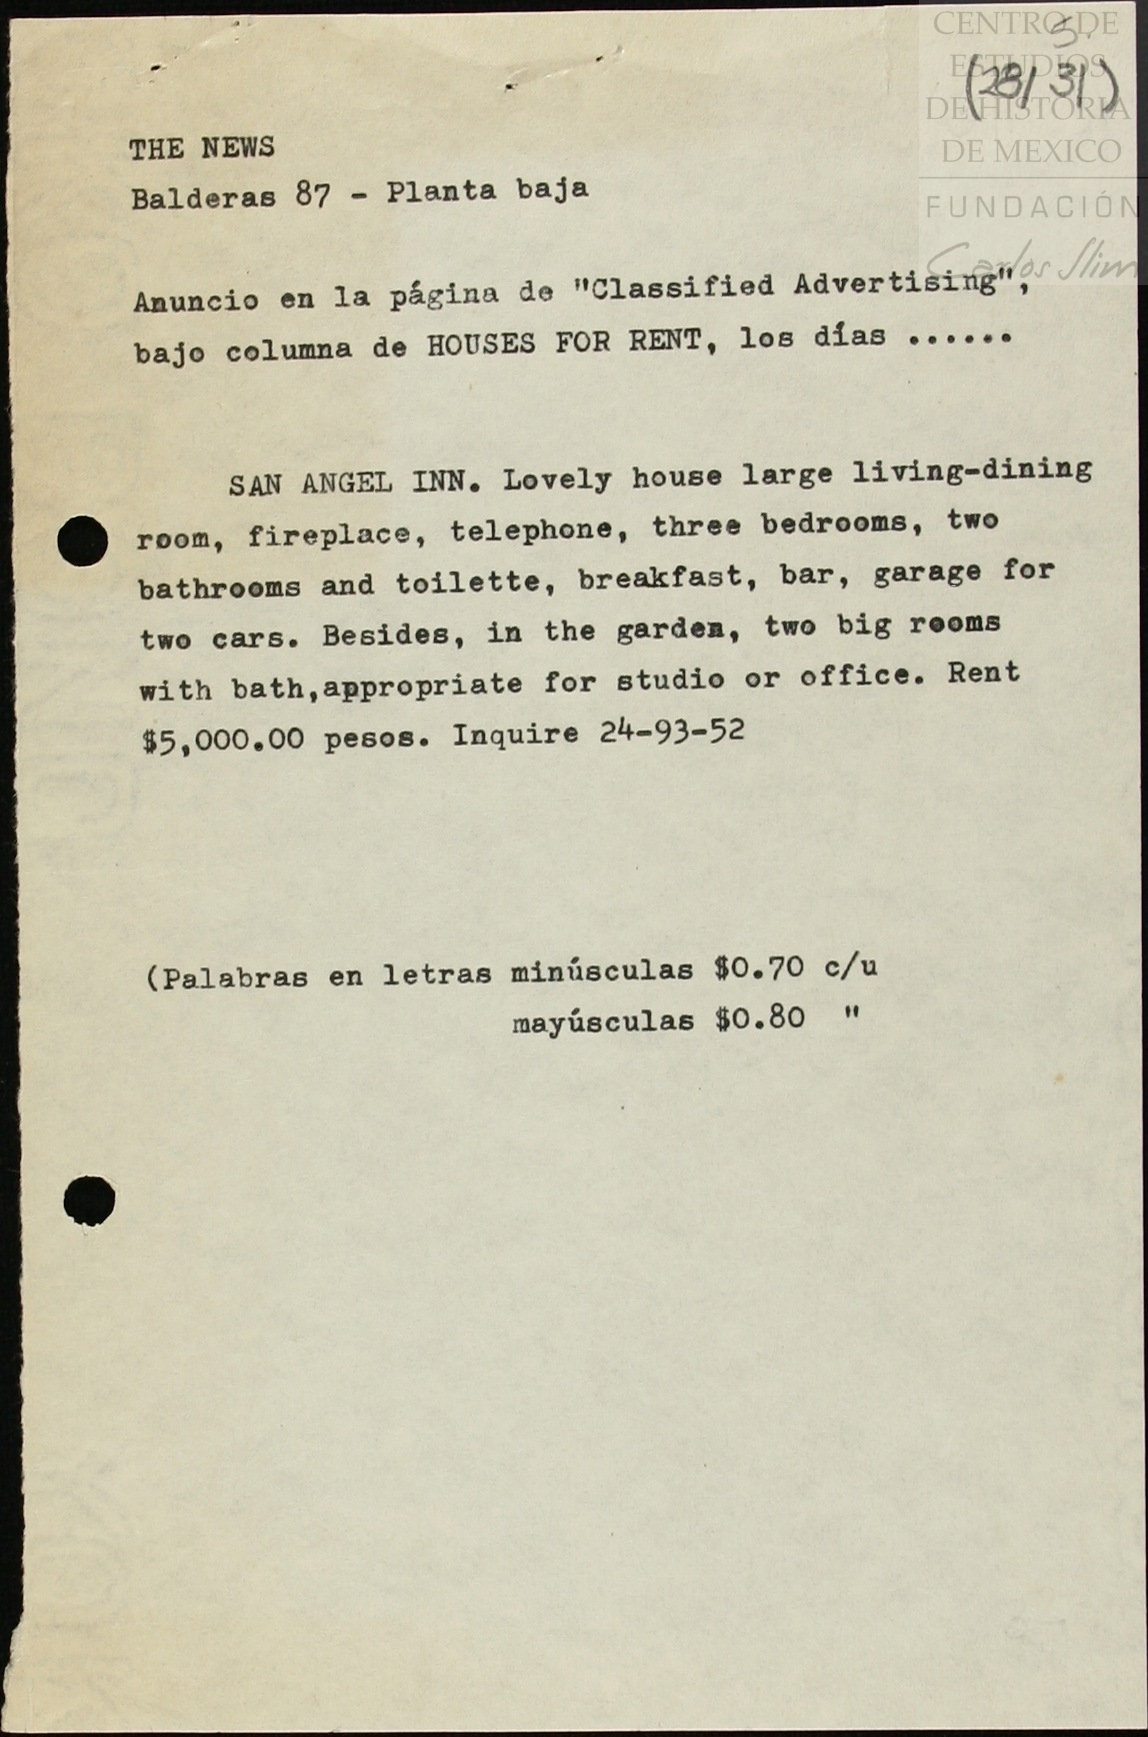 CENTRO DE
ESTUDIOS
DE HISTORIA
DE MEXICO
FUNDACIÓN
Carlos Slim
5.
(28/31)
THE NEWS
Balderas 87 - Planta baja
Anuncio en la página de "Classified Advertising",
bajo columna de HOUSES FOR RENT, los días ......
SAN ANGEL INN. Lovely house large living-dining
room, fireplace, telephone, three bedrooms, two
bathrooms and toilette, breakfast, bar, garage for
two cars. Besides, in the garden, two big rooms
with bath,appropriate for studio or office. Rent
$5,000.00 pesos. Inquire 24-93-52
(Palabras en letras minúsculas $0.70 c/u
mayúsculas $0.80 "